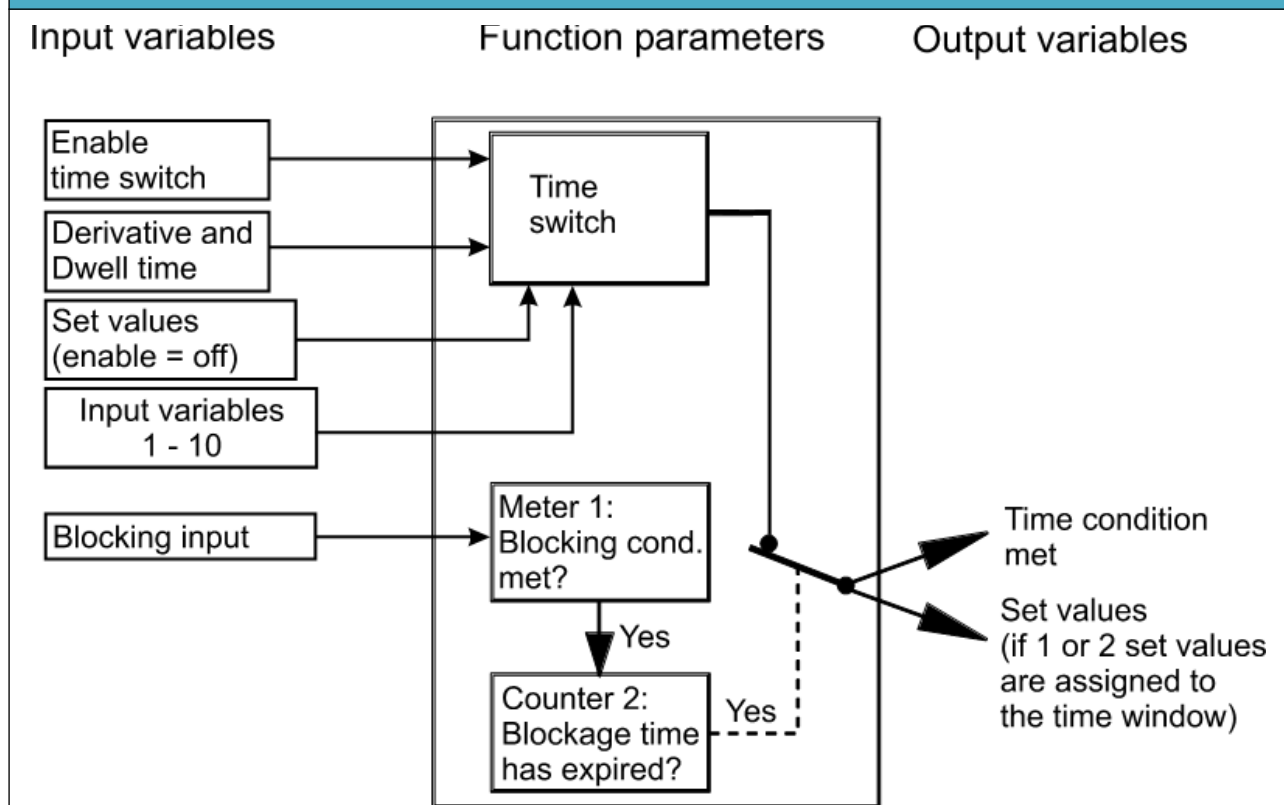 Input variables
Function parameters
Output variables
Enable
time switch
Derivative and
Dwell time
Set values
(enable = off)
Input variables
1 - 10
Blocking input
Time
switch
Meter 1:
Blocking cond.
met?
Yes
Counter 2:
Blockage time
has expired?
Yes
Time condition
met
Set values
(if 1 or 2 set values
are assigned to
the time window)